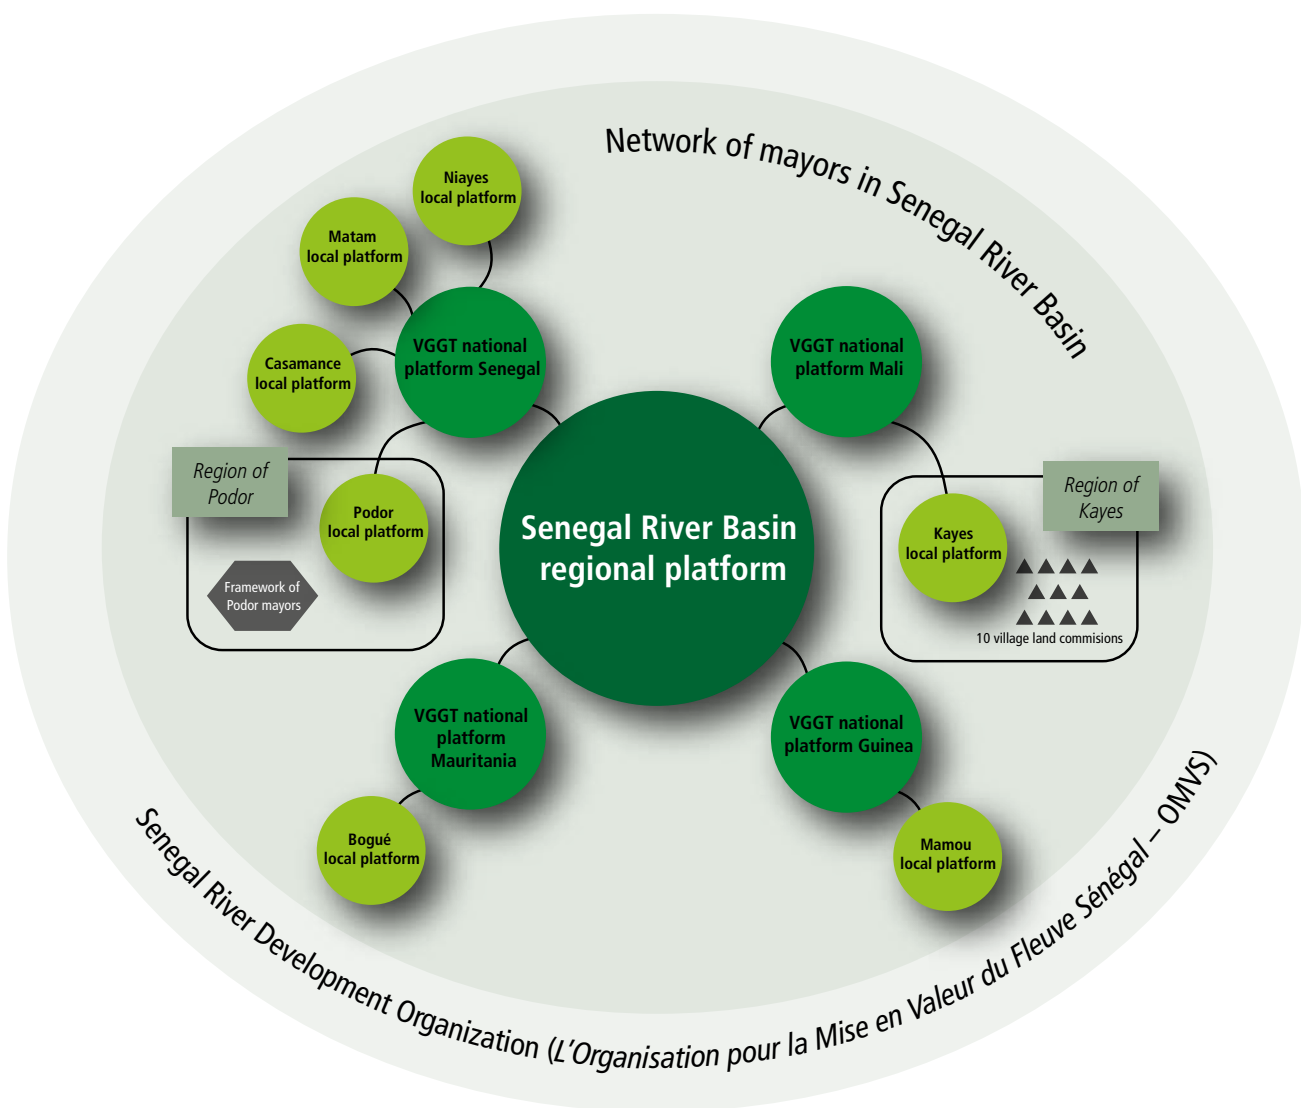 Network of mayors in Senegal River Basin
Niayes
local platform
Matam
local platform
Casamance
local platform
VGGT national
platform Senegal
VGGT national
platform Mali
Region of
Podor
Podor
local platform
Framework of
Podor mayors
Senegal River Basin
regional platform
Region of
Kayes
Kayes
local platform
10 village land commisions
VGGT national
platform
Mauritania
VGGT national
platform Guinea
Bogué
local platform
Mamou
local platform
Senegal River Development Organization (L'Organisation pour la Mise en Valeur du Fleuve Sénégal – OMVS)